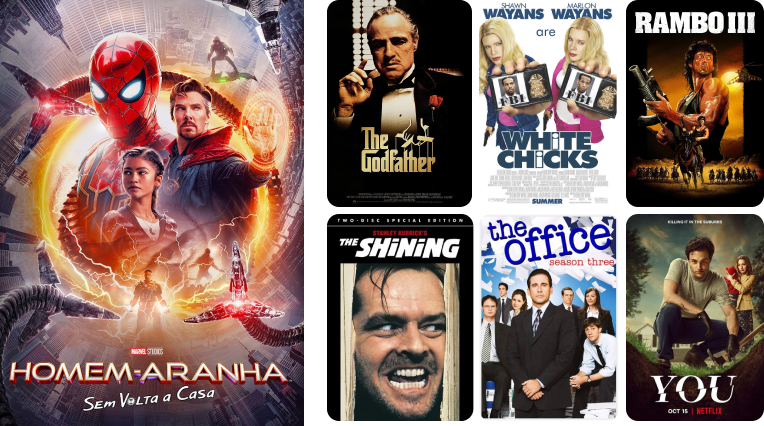 MARVEL STUDIOS
HOMEM-ARANHA
SEM VOLTA A CASA
The
Godfather
SHAWN MARLON
WAYANS WAYANS
are
FBI FBI
WHiTE
CHiCKS
SUMMER
RAMBO III
TWO-DISC SPECIAL EDITION
STANLEY KUBRICK'S
THE SHiNiNG
the
office
season three
KILLING IT IN THE SUBURBS
YOU
OCT 15 | NETFLIX